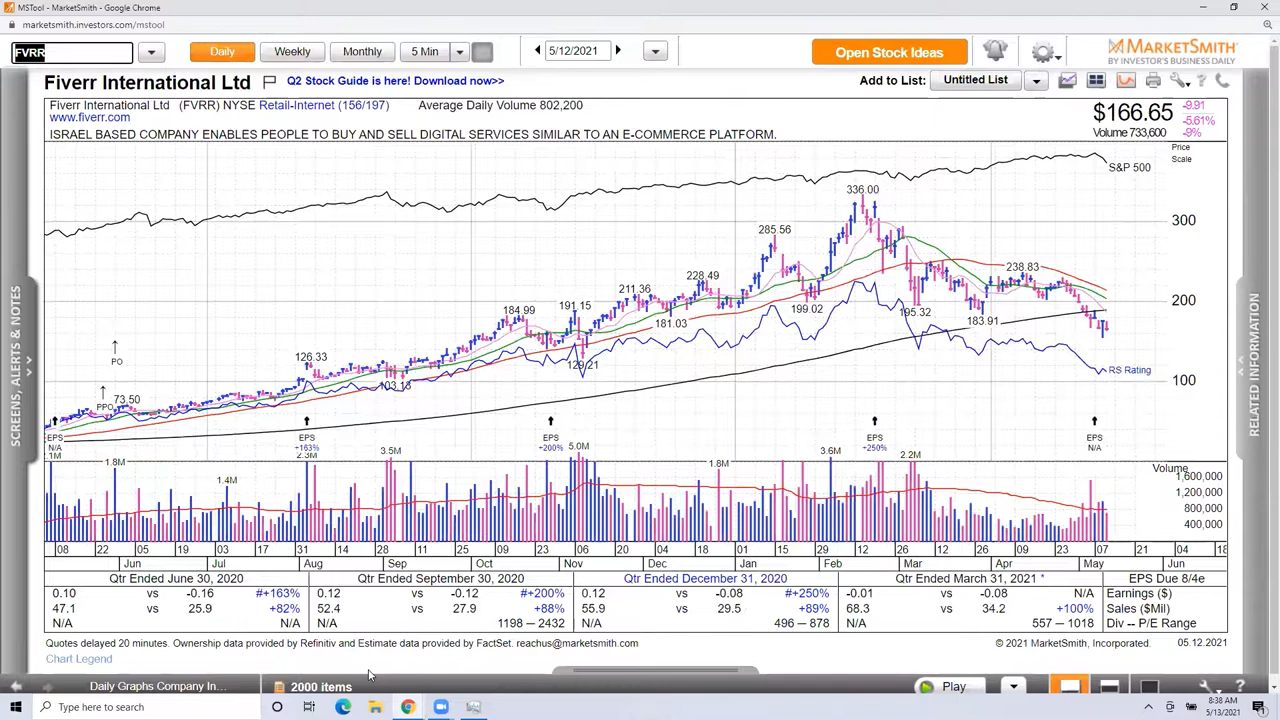 MSTool - MarketSmith - Google Chrome
marketsmith.investors.com/mstool
FVRR Daily Weekly Monthly 5 Min 5/12/2021 Open Stock Ideas MARKETSMITH
BY INVESTOR'S BUSINESS DAILY
Fiverr International Ltd Q2 Stock Guide is here! Download now>> Add to List: Untitled List
Fiverr International Ltd (FVRR) NYSE Retail-Internet (156/197) Average Daily Volume 802,200
www.fiverr.com
ISRAEL BASED COMPANY ENABLES PEOPLE TO BUY AND SELL DIGITAL SERVICES SIMILAR TO AN E-COMMERCE PLATFORM.
$166.65 -9.91
-5.61%
Volume 733,600 -9%
Price
Scale
S&P 500
336.00
300
285.56
238.83
228.49
211.36
200
199.02
195.32
191.15
184.99
183.91
181.03
129.21
126.33
103.13
100
73.50
RS Rating
PO
PPO
EPS EPS EPS EPS EPS
N/A +163% +200% +250% N/A
.1M 1.8M 1.4M 2.3M 3.5M 5.0M 1.8M 3.6M 2.2M
Volume
1,600,000
1,200,000
800,000
400,000
08 22 05 19 03 17 31 14 28 11 25 09 23 06 20 04 18 01 15 29 12 26 12 26 09 23 07 21 04 18
Jun Jul Aug Sep Oct Nov Dec Jan Feb Mar Apr May Jun
Qtr Ended June 30, 2020 Qtr Ended September 30, 2020 Qtr Ended December 31, 2020 Qtr Ended March 31, 2021 * EPS Due 8/4e
0.10 vs -0.16 #+163% 0.12 vs -0.12 #+200% 0.12 vs -0.08 #+250% -0.01 vs -0.08 N/A Earnings ($)
47.1 vs 25.9 +82% 52.4 vs 27.9 +88% 55.9 vs 29.5 +89% 68.3 vs 34.2 +100% Sales ($Mil)
N/A N/A N/A 1198 – 2432 N/A 496 – 878 N/A 557 – 1018 Div -- P/E Range
Quotes delayed 20 minutes. Ownership data provided by Refinitiv and Estimate data provided by FactSet. reachus@marketsmith.com © 2021 MarketSmith, Inc. All Rights Reserved. 05.12.2021
Chart Legend
SCREENS, ALERTS & NOTES
RELATED INFORMATION
Daily Graphs Company In... 2000 items Play
Type here to search
8:38 AM
5/13/2021